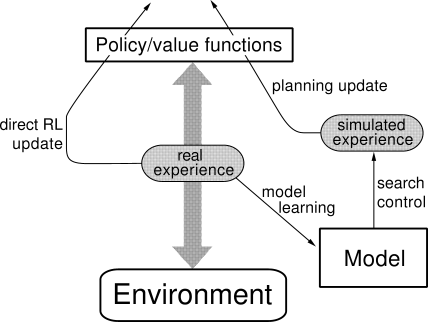 Policy/value functions
planning update
direct RL
update
simulated
experience
real
experience
model
learning
search
control
Model
Environment